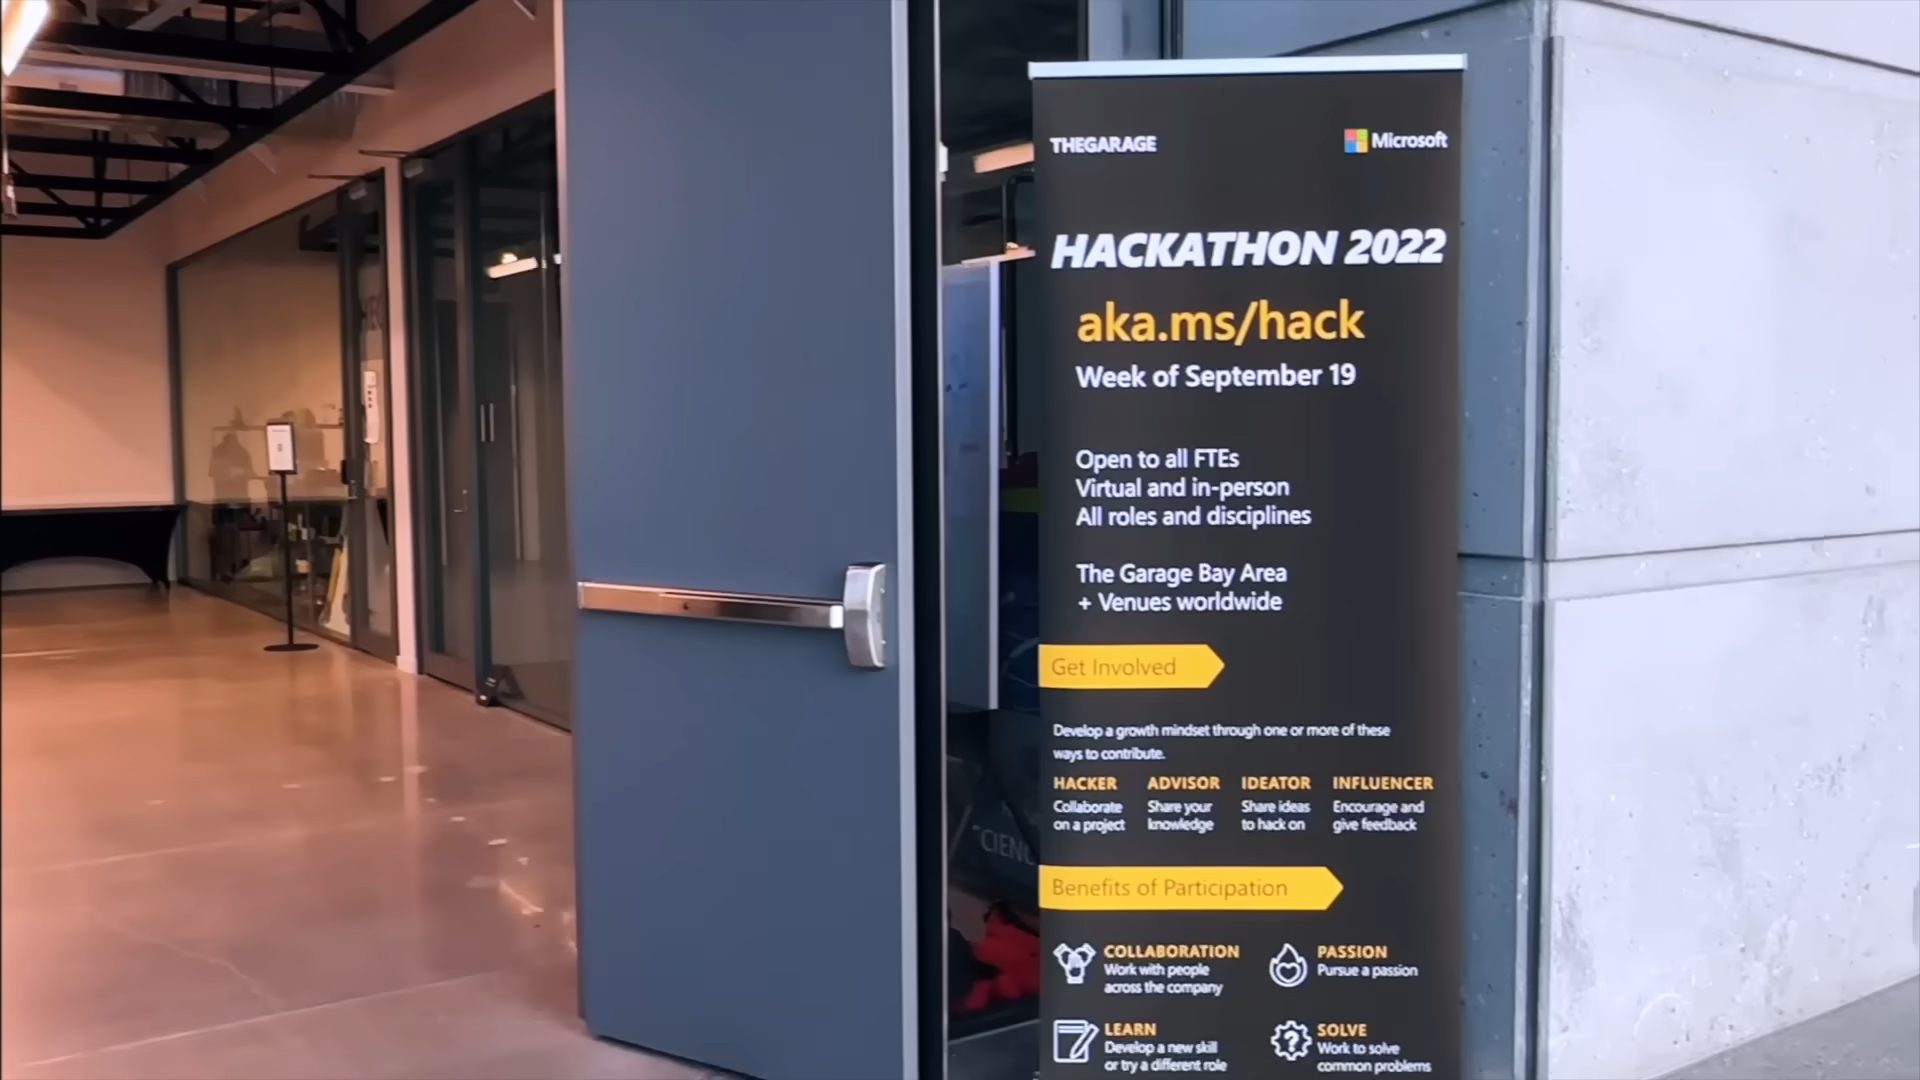 THEGARAGE
Microsoft
HACKATHON 2022
aka.ms/hack
Week of September 19
Open to all FTEs
Virtual and in-person
All roles and disciplines
The Garage Bay Area
+ Venues worldwide
Get Involved
Develop a growth mindset through one or more of these
ways to contribute.
HACKER
Collaborate
on a project
ADVISOR
Share your
knowledge
IDEATOR
Share ideas
to hack on
INFLUENCER
Encourage and
give feedback
Benefits of Participation
COLLABORATION
Work with people
across the company
PASSION
Pursue a passion
LEARN
Develop a new skill
or try a different role
SOLVE
Work to solve
common problems